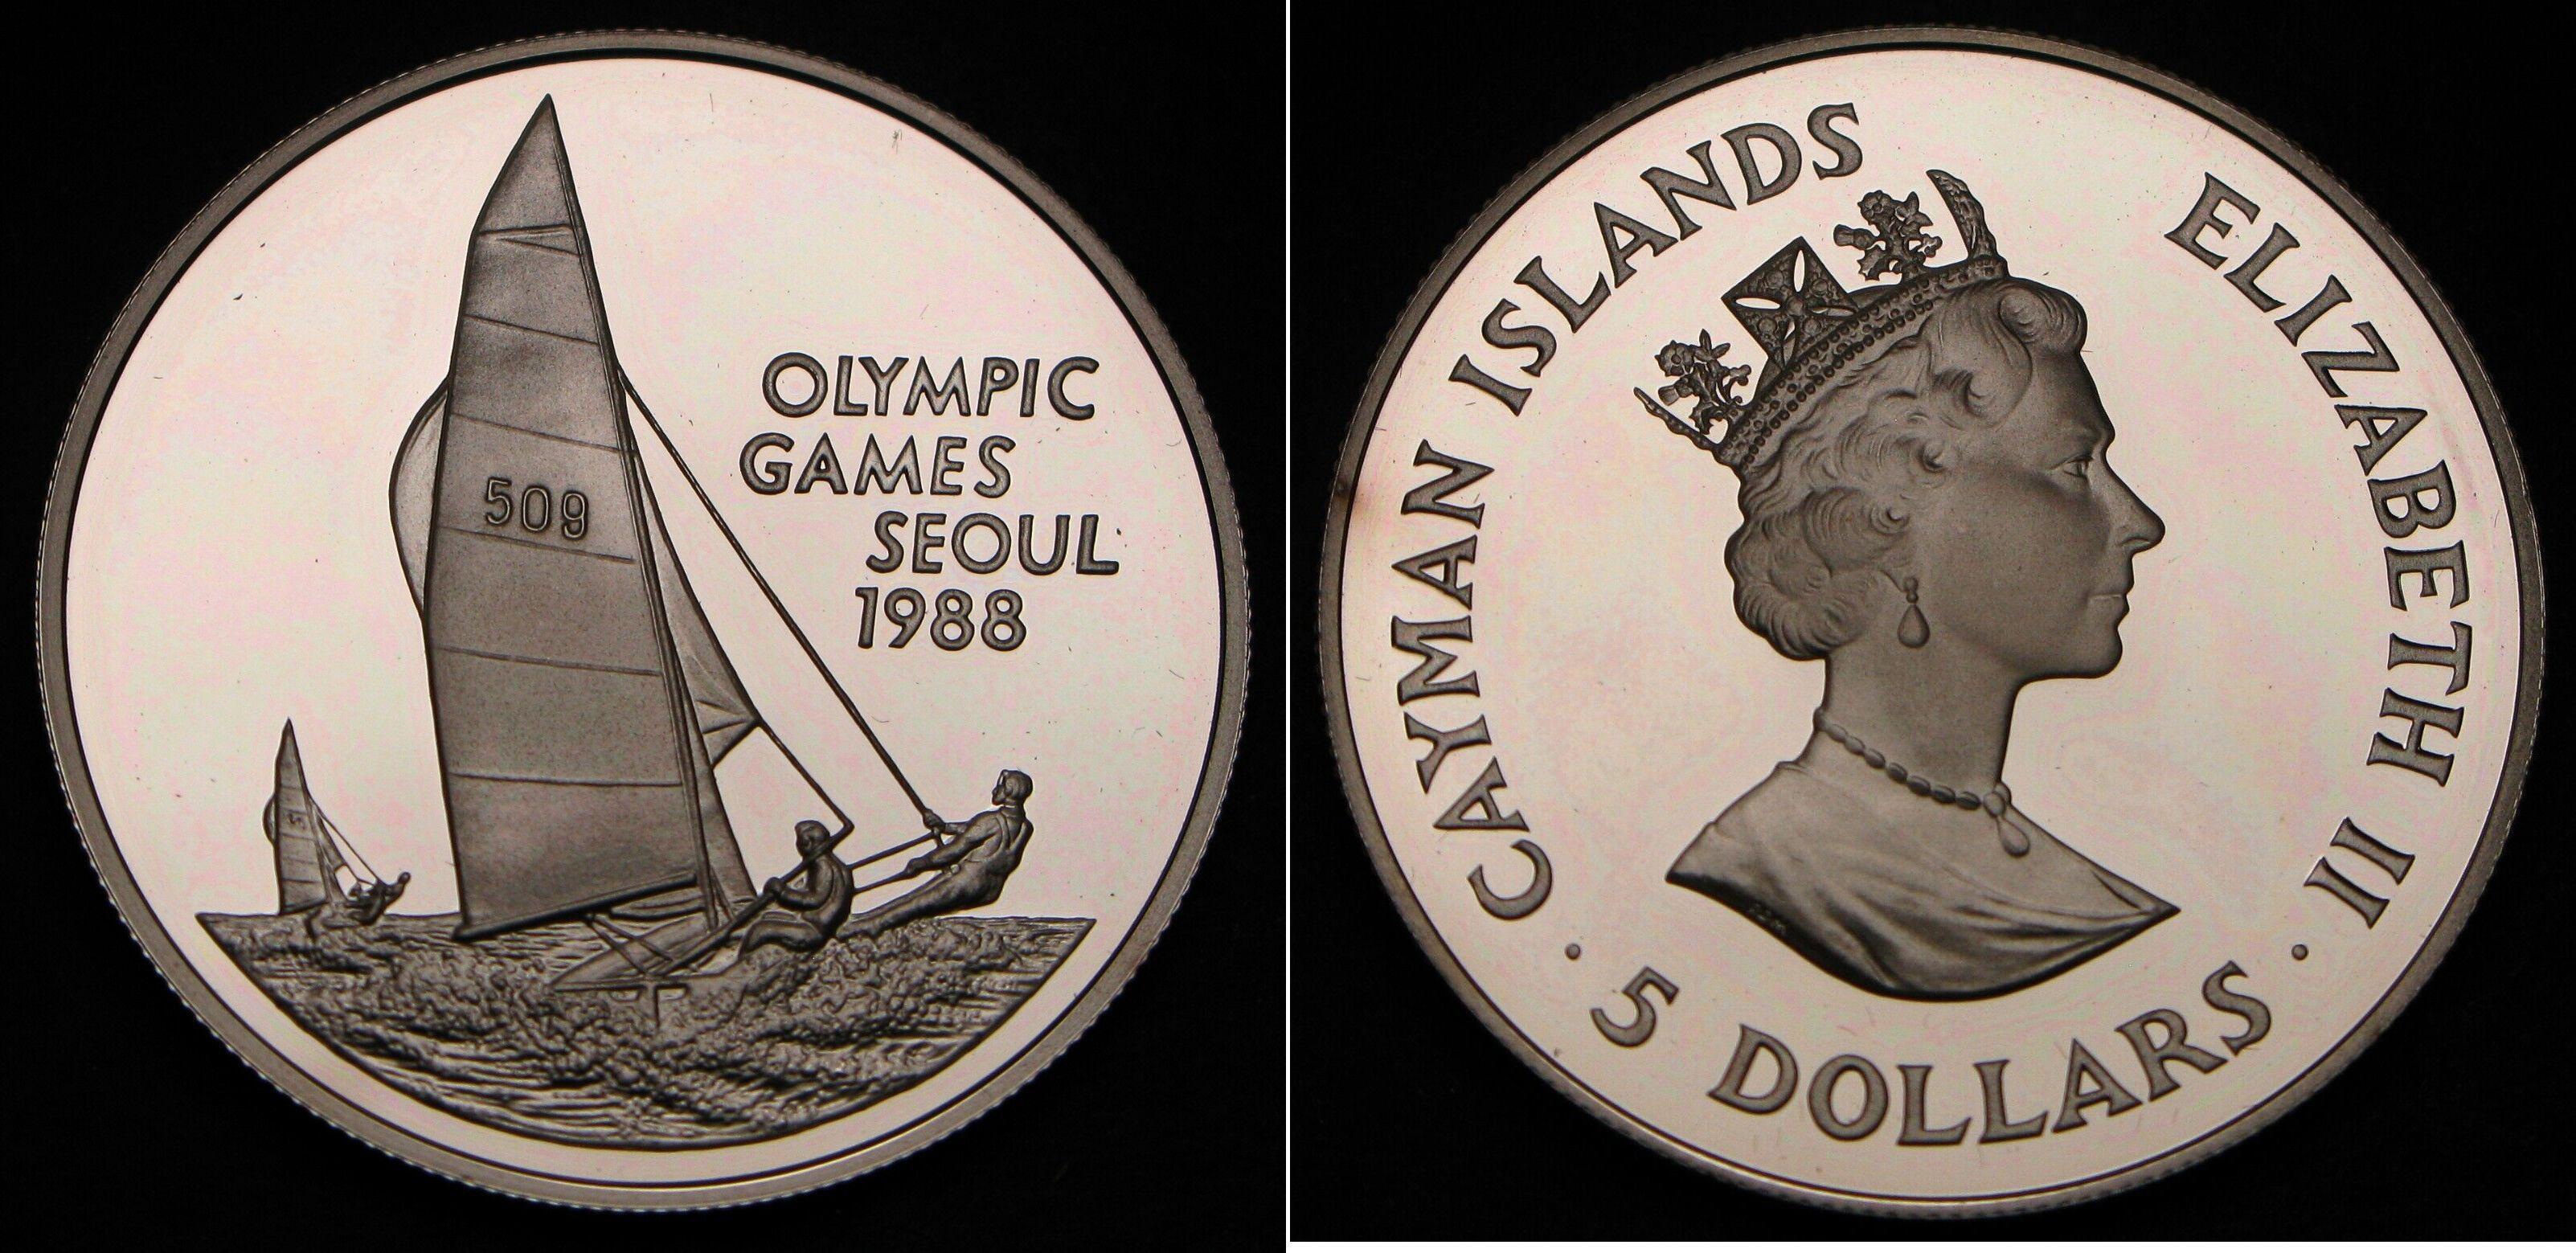 OLYMPIC
GAMES
SEOUL
1988
509
CAYMAN ISLANDS
ELIZABETH II
· 5 DOLLARS ·